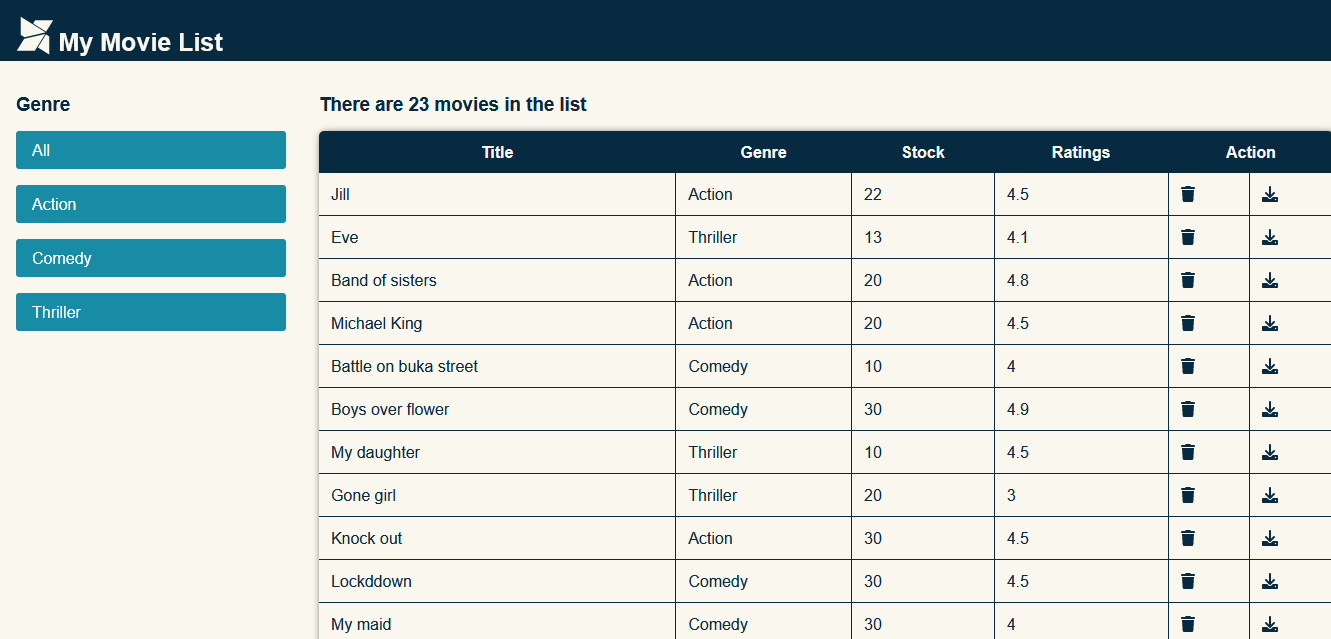 My Movie List
Genre
All
Action
Comedy
Thriller
There are 23 movies in the list
Title Genre Stock Ratings Action
Jill Action 22 4.5
Eve Thriller 13 4.1
Band of sisters Action 20 4.8
Michael King Action 20 4.5
Battle on buka street Comedy 10 4
Boys over flower Comedy 30 4.9
My daughter Thriller 10 4.5
Gone girl Thriller 20 3
Knock out Action 30 4.5
Lockddown Comedy 30 4.5
My maid Comedy 30 4